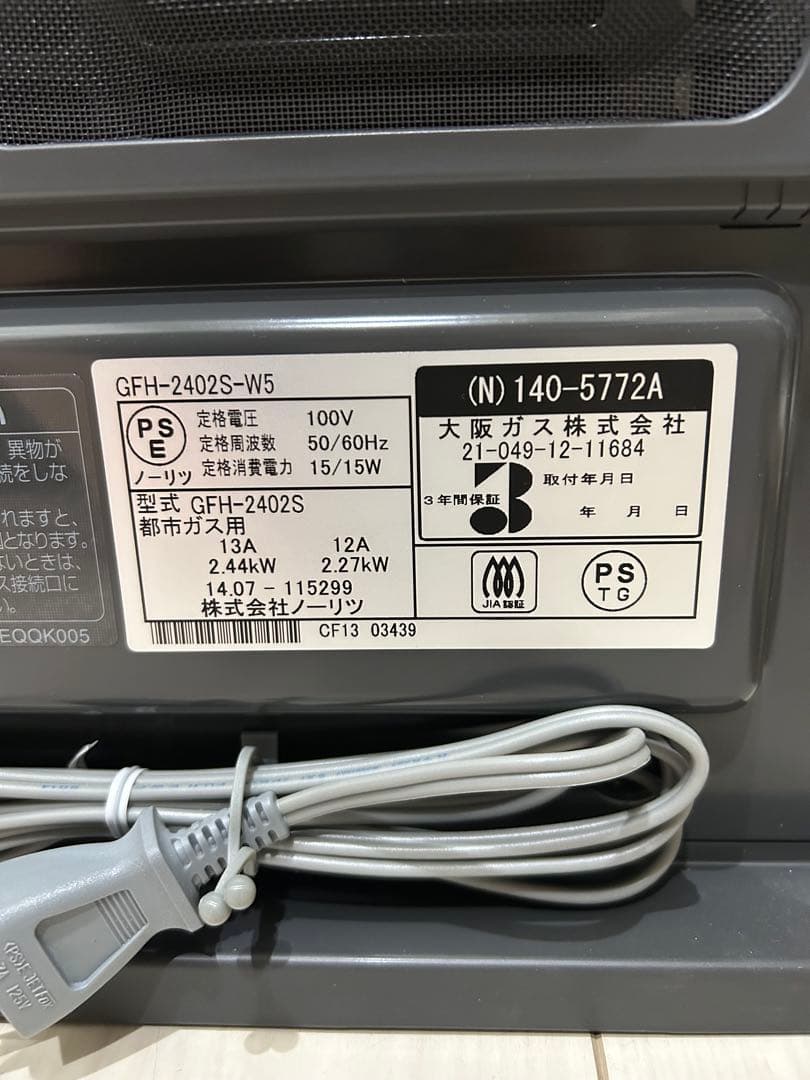 異物が
続をしな
れますと、
となります。
ないときは、
ス接続口に
EQQK005
GFH-2402S-W5
PS
E
ノーリツ
定格電圧 100V
定格周波数 50/60Hz
定格消費電力 15/15W
型式 GFH-2402S
都市ガス用
13A 12A
2.44kW 2.27kW
14.07-115299
株式会社ノーリツ
CF13 03439
(N)140-5772A
大阪ガス株式会社
21-049-12-11684
3年間保証
3
取付年月日
年 月 日
JIA認証
PS
TG